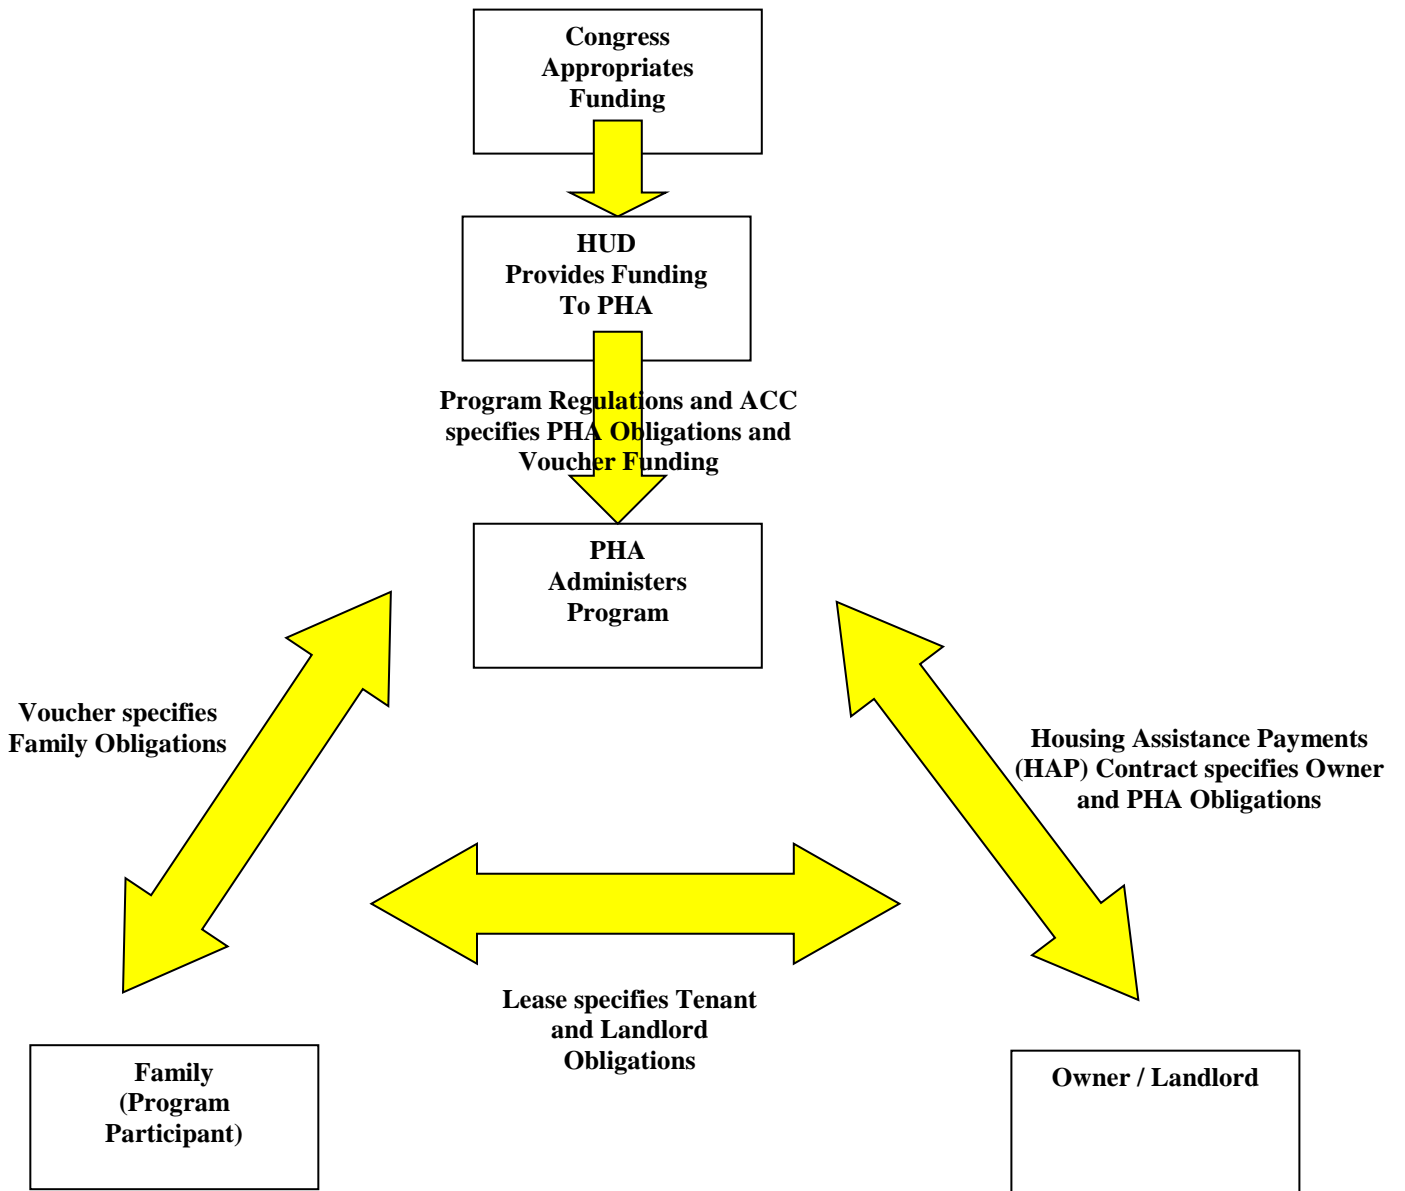 Congress
Appropriates
Funding
HUD
Provides Funding
To PHA
Program Regulations and ACC
specifies PHA Obligations and
Voucher Funding
PHA
Administers
Program
Voucher specifies
Family Obligations
Housing Assistance Payments
(HAP) Contract specifies Owner
and PHA Obligations
Lease specifies Tenant
and Landlord
Obligations
Family
(Program
Participant)
Owner / Landlord